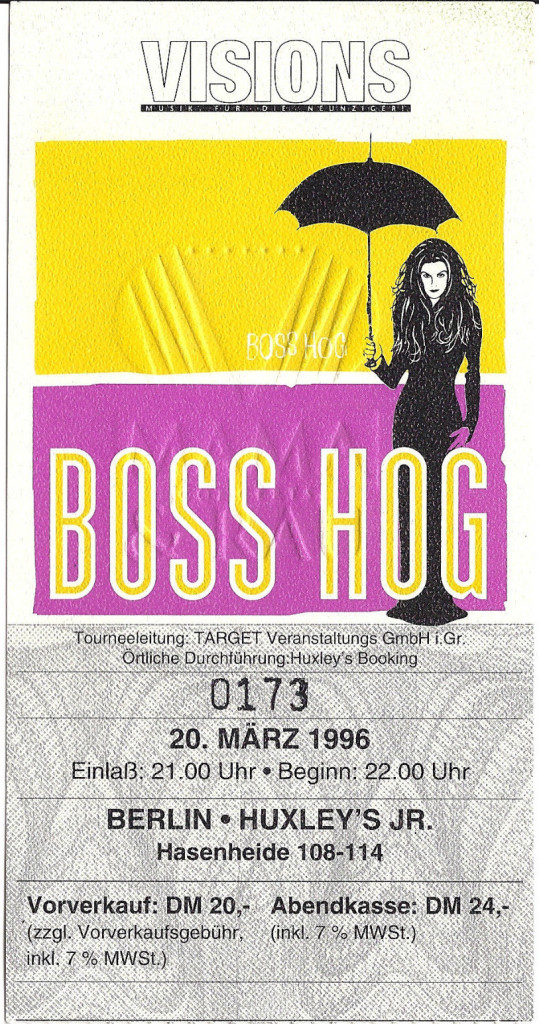 VISIONS
MUSIK FÜR DIE NEUNZIGER!
BOSS HOG
BOSS HOG
Tourneeleitung: TARGET Veranstaltungs GmbH i.Gr.
Örtliche Durchführung:Huxley's Booking
0173
20. MÄRZ 1996
Einlaß: 21.00 Uhr • Beginn: 22.00 Uhr
BERLIN • HUXLEY'S JR.
Hasenheide 108-114
Vorverkauf: DM 20,- Abendkasse: DM 24,-
(zzgl. Vorverkaufsgebühr, (inkl. 7 % MWSt.)
inkl. 7 % MWSt.)